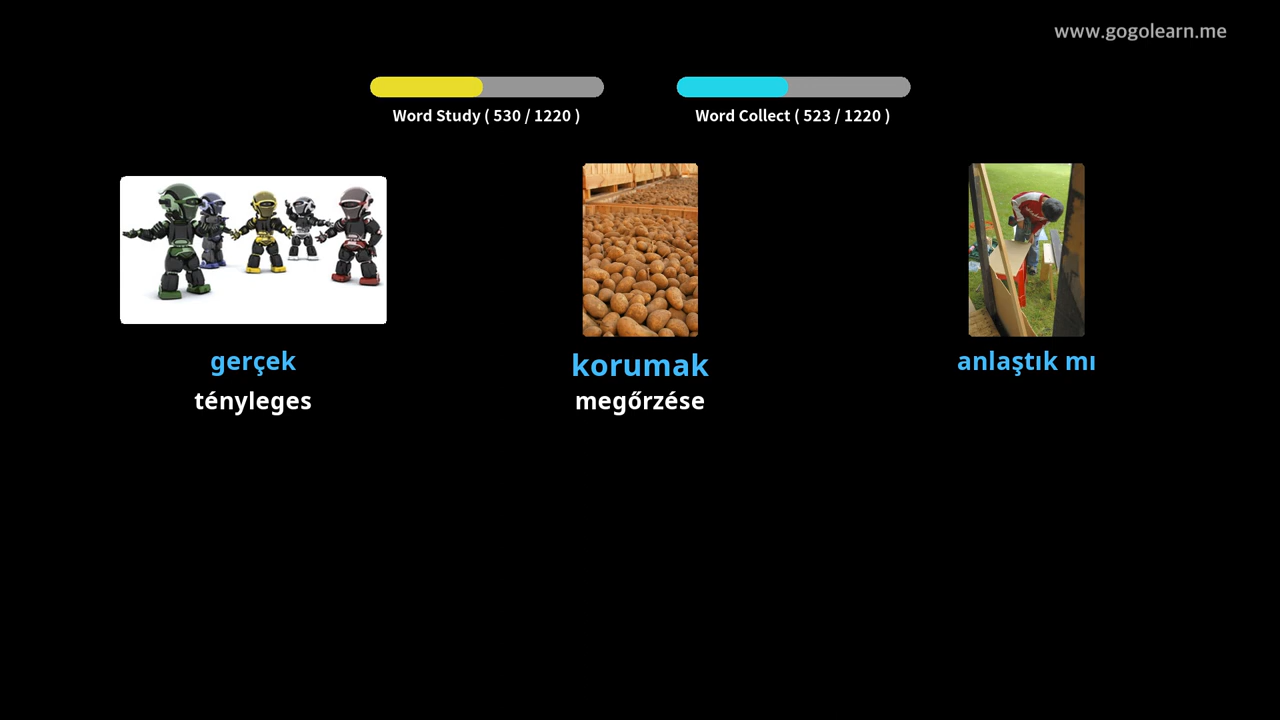 www.gogolearn.me
Word Study ( 530 / 1220 )
Word Collect ( 523 / 1220 )
gerçek
korumak
anlaştık mı
tényleges
megőrzése